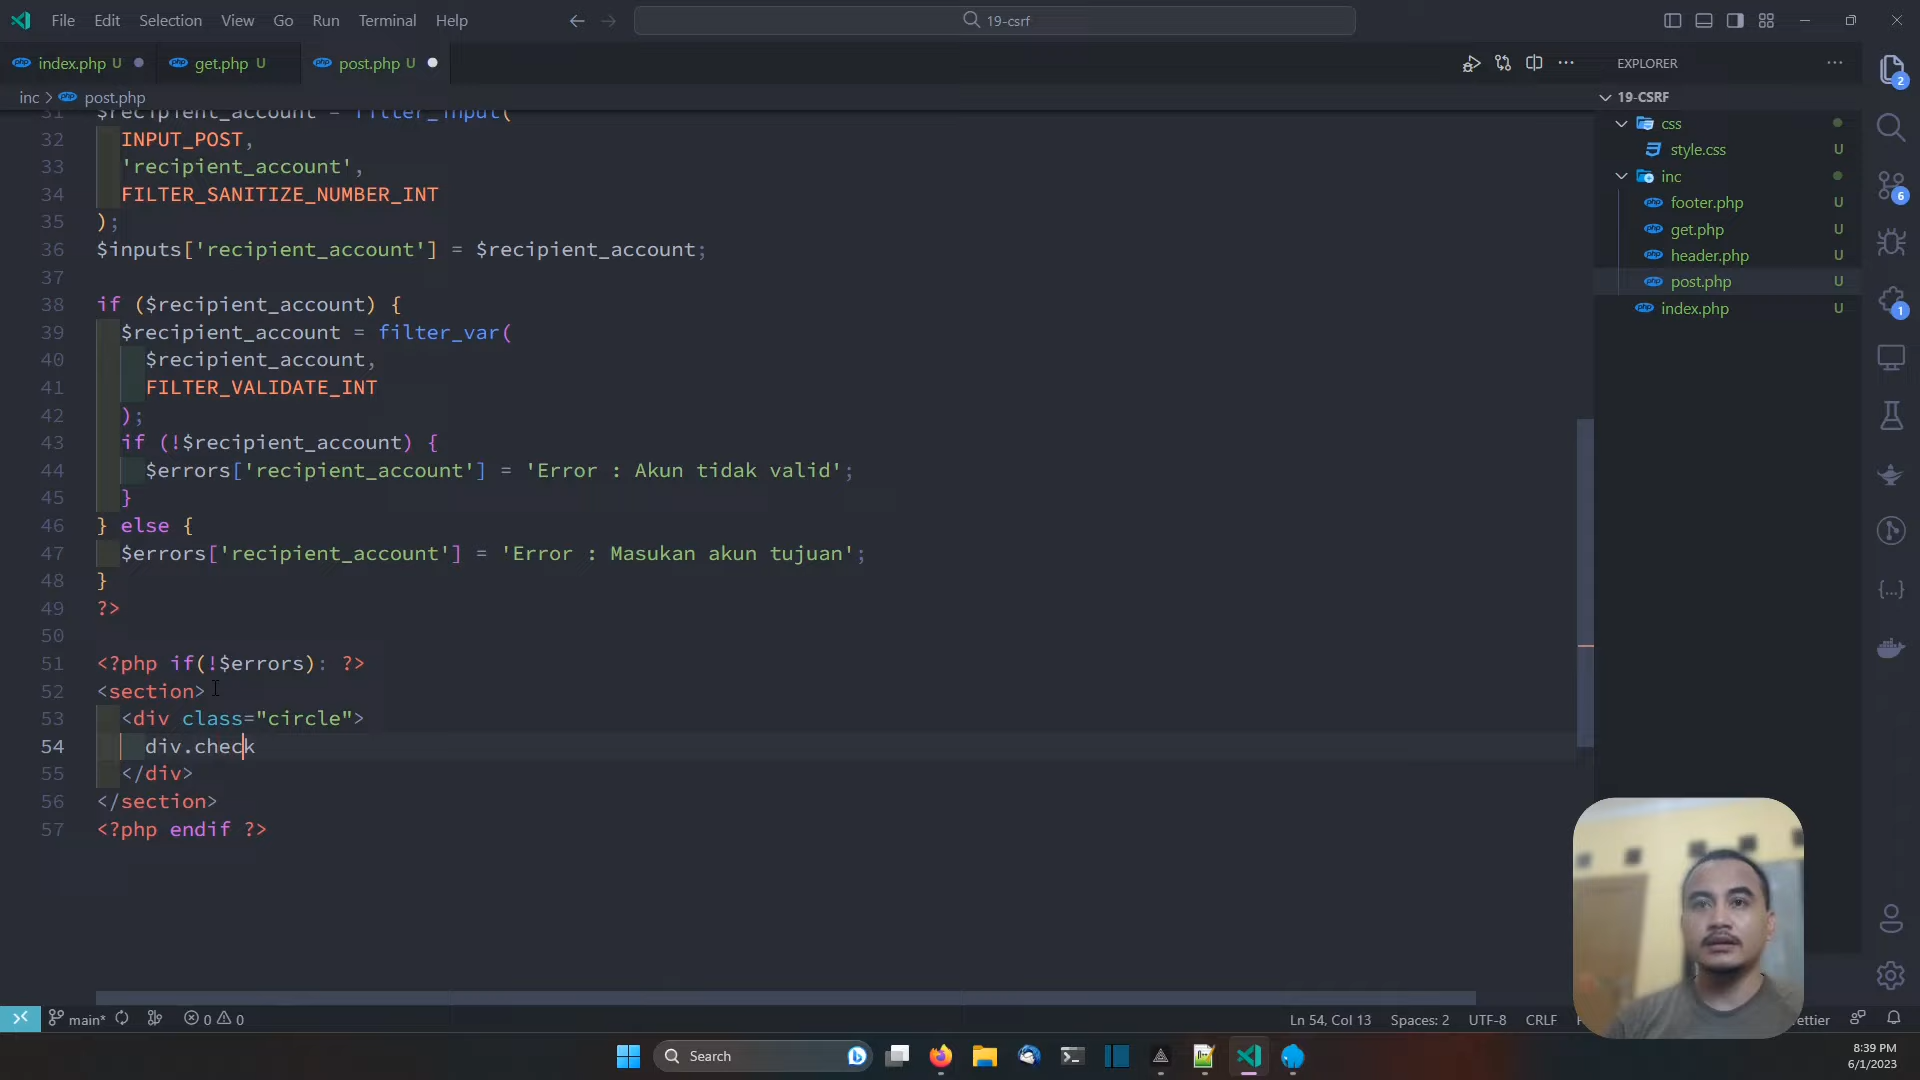 File Edit Selection View Go Run Terminal Help
19-csrf
index.php U
get.php U
post.php U
EXPLORER
inc > post.php
19-CSRF
css
style.css U
inc
footer.php U
get.php U
header.php U
post.php U
index.php U
2
6
1
31 $recipient_account = filter_input(
32 INPUT_POST,
33 'recipient_account',
34 FILTER_SANITIZE_NUMBER_INT
35 );
36 $inputs['recipient_account'] = $recipient_account;
37
38 if ($recipient_account) {
39 $recipient_account = filter_var(
40 $recipient_account,
41 FILTER_VALIDATE_INT
42 );
43 if (!$recipient_account) {
44 $errors['recipient_account'] = 'Error : Akun tidak valid';
45 }
46 } else {
47 $errors['recipient_account'] = 'Error : Masukan akun tujuan';
48 }
49 ?>
50
51 <?php if(!$errors): ?>
52 <section>
53 <div class="circle">
54 div.check
55 </div>
56 </section>
57 <?php endif ?>
main* 0 0
Ln 54, Col 13 Spaces: 2 UTF-8 CRLF
Search
8:39 PM
6/1/2023